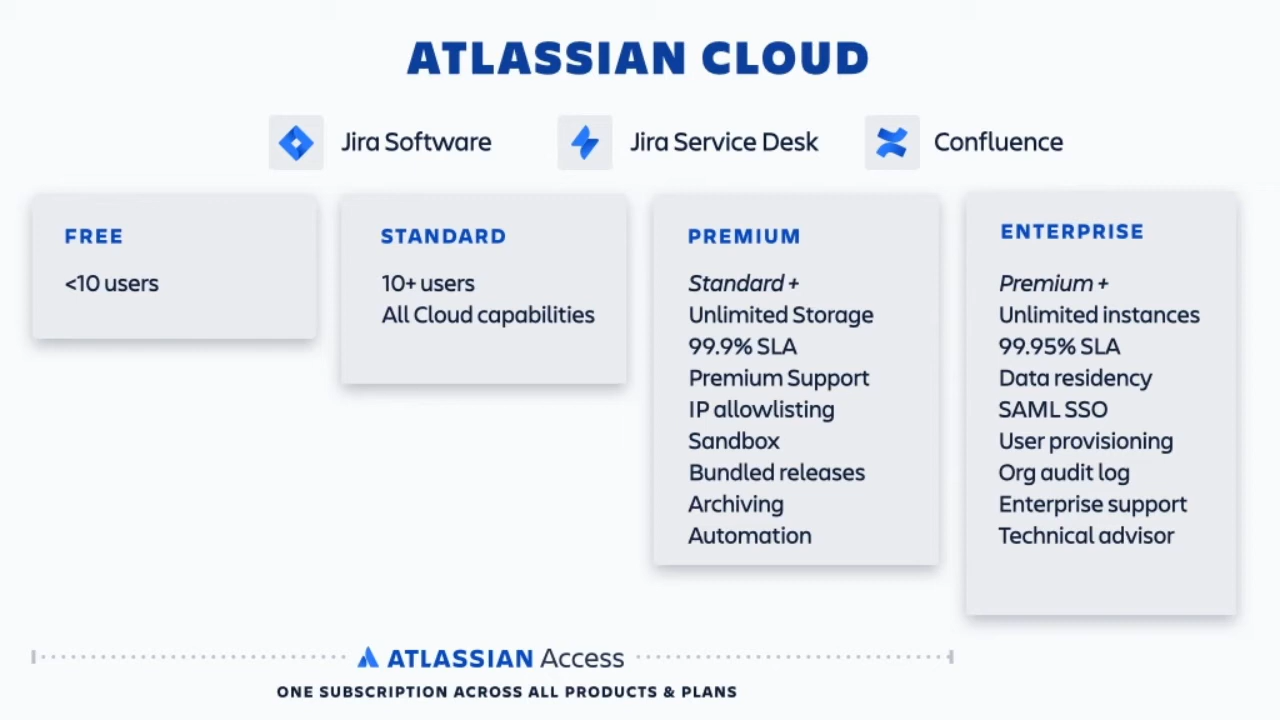 ATLASSIAN CLOUD
Jira Software
Jira Service Desk
Confluence
FREE
<10 users
STANDARD
10+ users
All Cloud capabilities
PREMIUM
Standard +
Unlimited Storage
99.9% SLA
Premium Support
IP allowlisting
Sandbox
Bundled releases
Archiving
Automation
ENTERPRISE
Premium +
Unlimited instances
99.95% SLA
Data residency
SAML SSO
User provisioning
Org audit log
Enterprise support
Technical advisor
ATLASSIAN Access
ONE SUBSCRIPTION ACROSS ALL PRODUCTS & PLANS